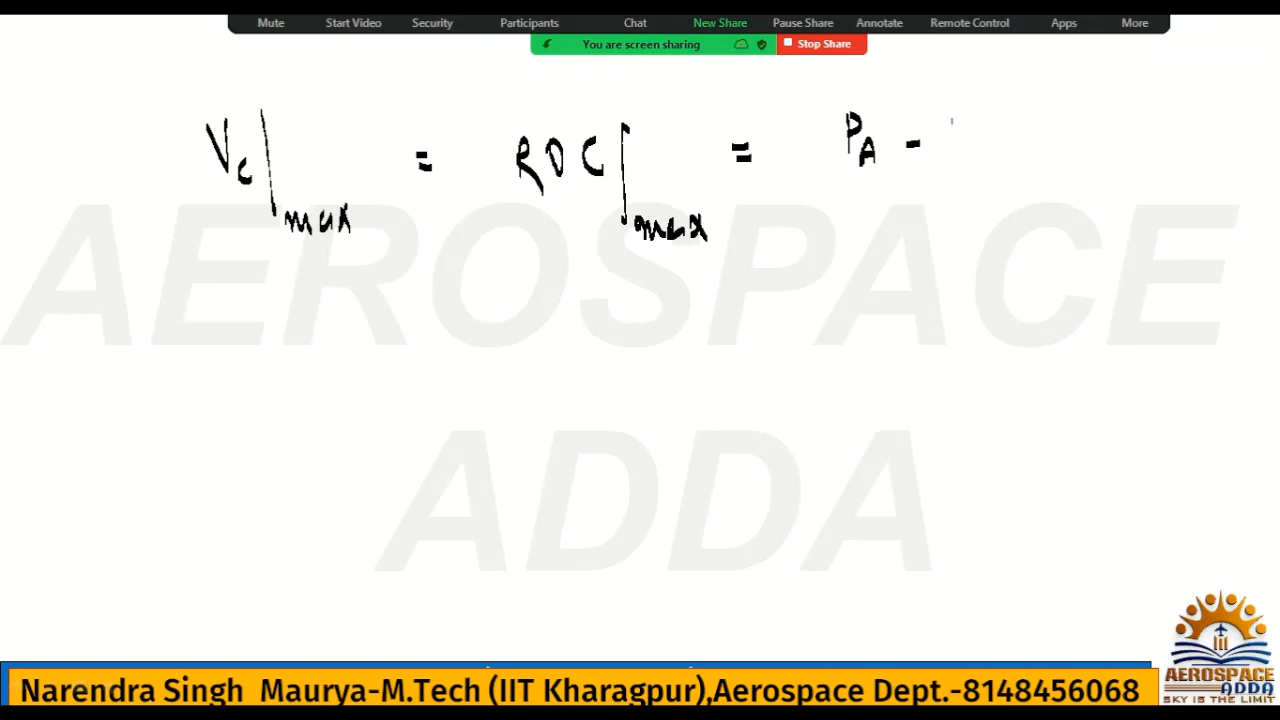 Mute Start Video Security Participants Chat New Share Pause Share Annotate Remote Control Apps More
You are screen sharing Stop Share
Vc|max = ROC|max = PA -
AEROSPACE
ADDA
AEROSPACE
ADDA
SKY IS THE LIMIT
Narendra Singh Maurya-M.Tech (IIT Kharagpur),Aerospace Dept.-8148456068